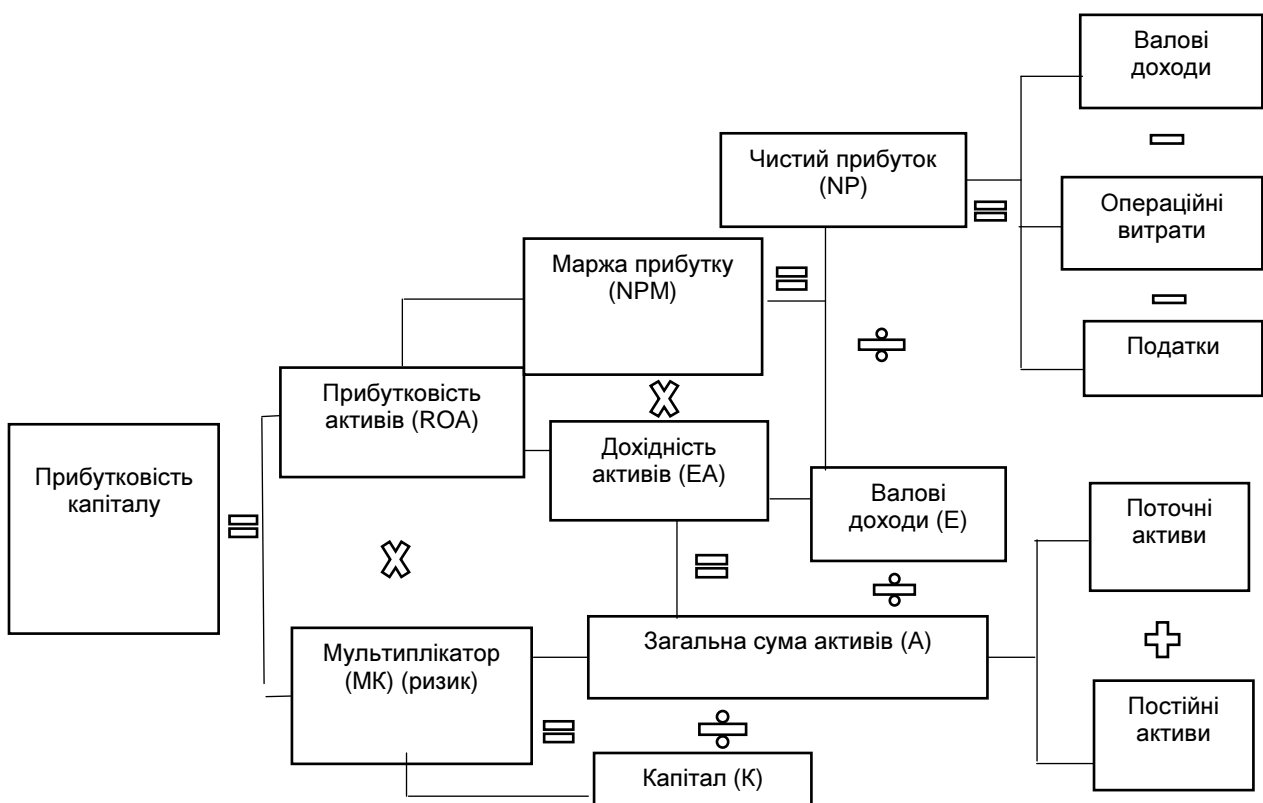 Валові
доходи
Чистий прибуток
(NP)
Операційні
витрати
Маржа прибутку
(NPM)
Податки
Прибутковість
активів (ROA)
Дохідність
активів (EA)
Прибутковість
капіталу
Валові
доходи (E)
Поточні
активи
Загальна сума активів (A)
Мультиплікатор
(МК) (ризик)
Постійні
активи
Капітал (К)